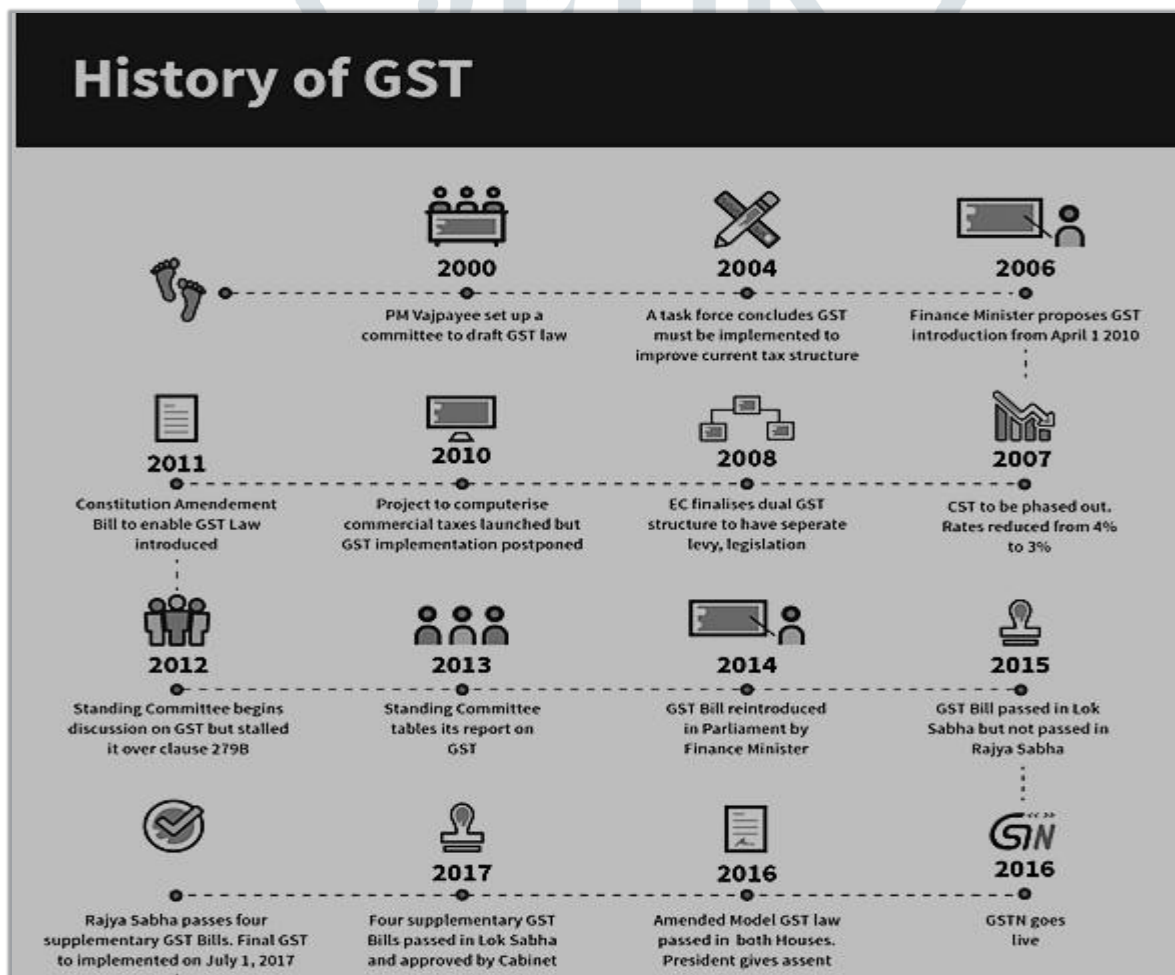 History of GST
2000
PM Vajpayee set up a
committee to draft GST law
2004
A task force concludes GST
must be implemented to
improve current tax structure
2006
Finance Minister proposes GST
introduction from April 1 2010
2007
CST to be phased out.
Rates reduced from 4%
to 3%
2008
EC finalises dual GST
structure to have seperate
levy, legislation
2010
Project to computerise
commercial taxes launched but
GST implementation postponed
2011
Constitution Amendement
Bill to enable GST Law
introduced
2012
Standing Committee begins
discussion on GST but stalled
it over clause 279B
2013
Standing Committee
tables its report on
GST
2014
GST Bill reintroduced
in Parliament by
Finance Minister
2015
GST Bill passed in Lok
Sabha but not passed in
Rajya Sabha
GSTN
2016
GSTN goes
live
2016
Amended Model GST law
passed in both Houses.
President gives assent
2017
Four supplementary GST
Bills passed in Lok Sabha
and approved by Cabinet
Rajya Sabha passes four
supplementary GST Bills. Final GST
to implemented on July 1, 2017